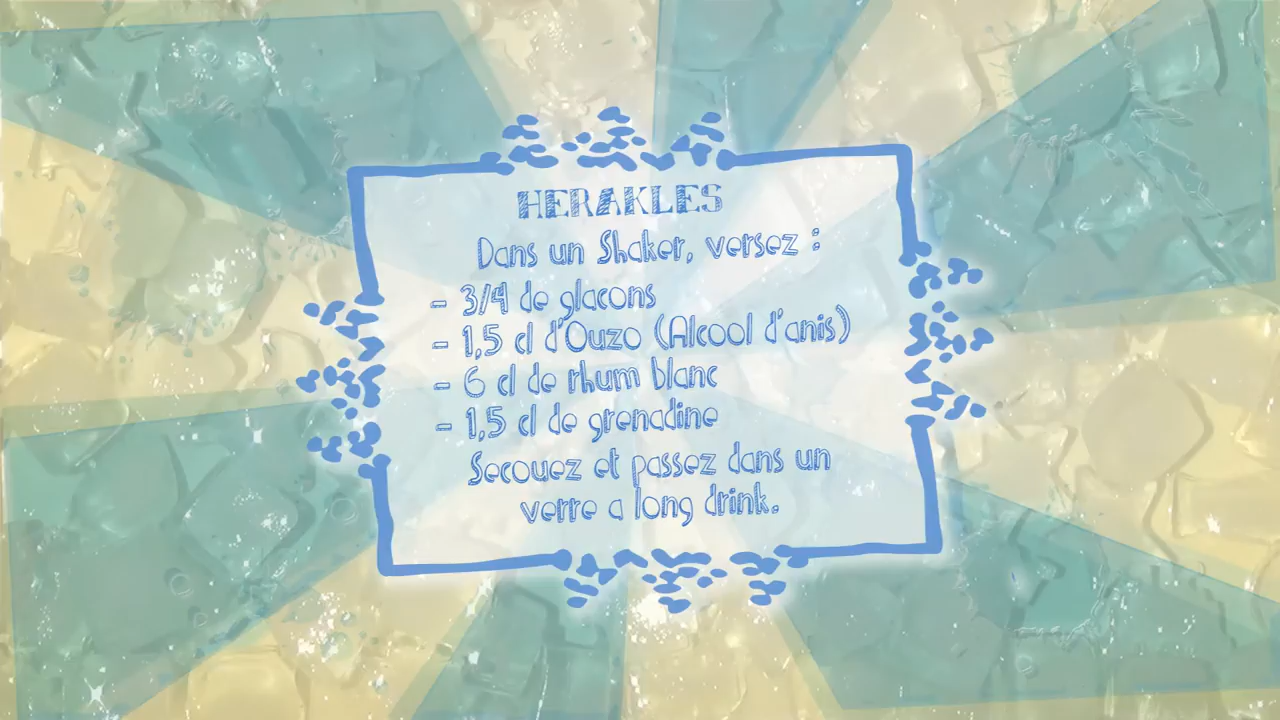 HERAKLES
Dans un Shaker, versez :
- 3/4 de glacons
- 1,5 cl d'Ouzo (Alcool d'anis)
- 6 cl de rhum blanc
- 1,5 cl de grenadine
Secouez et passez dans un
verre a long drink.